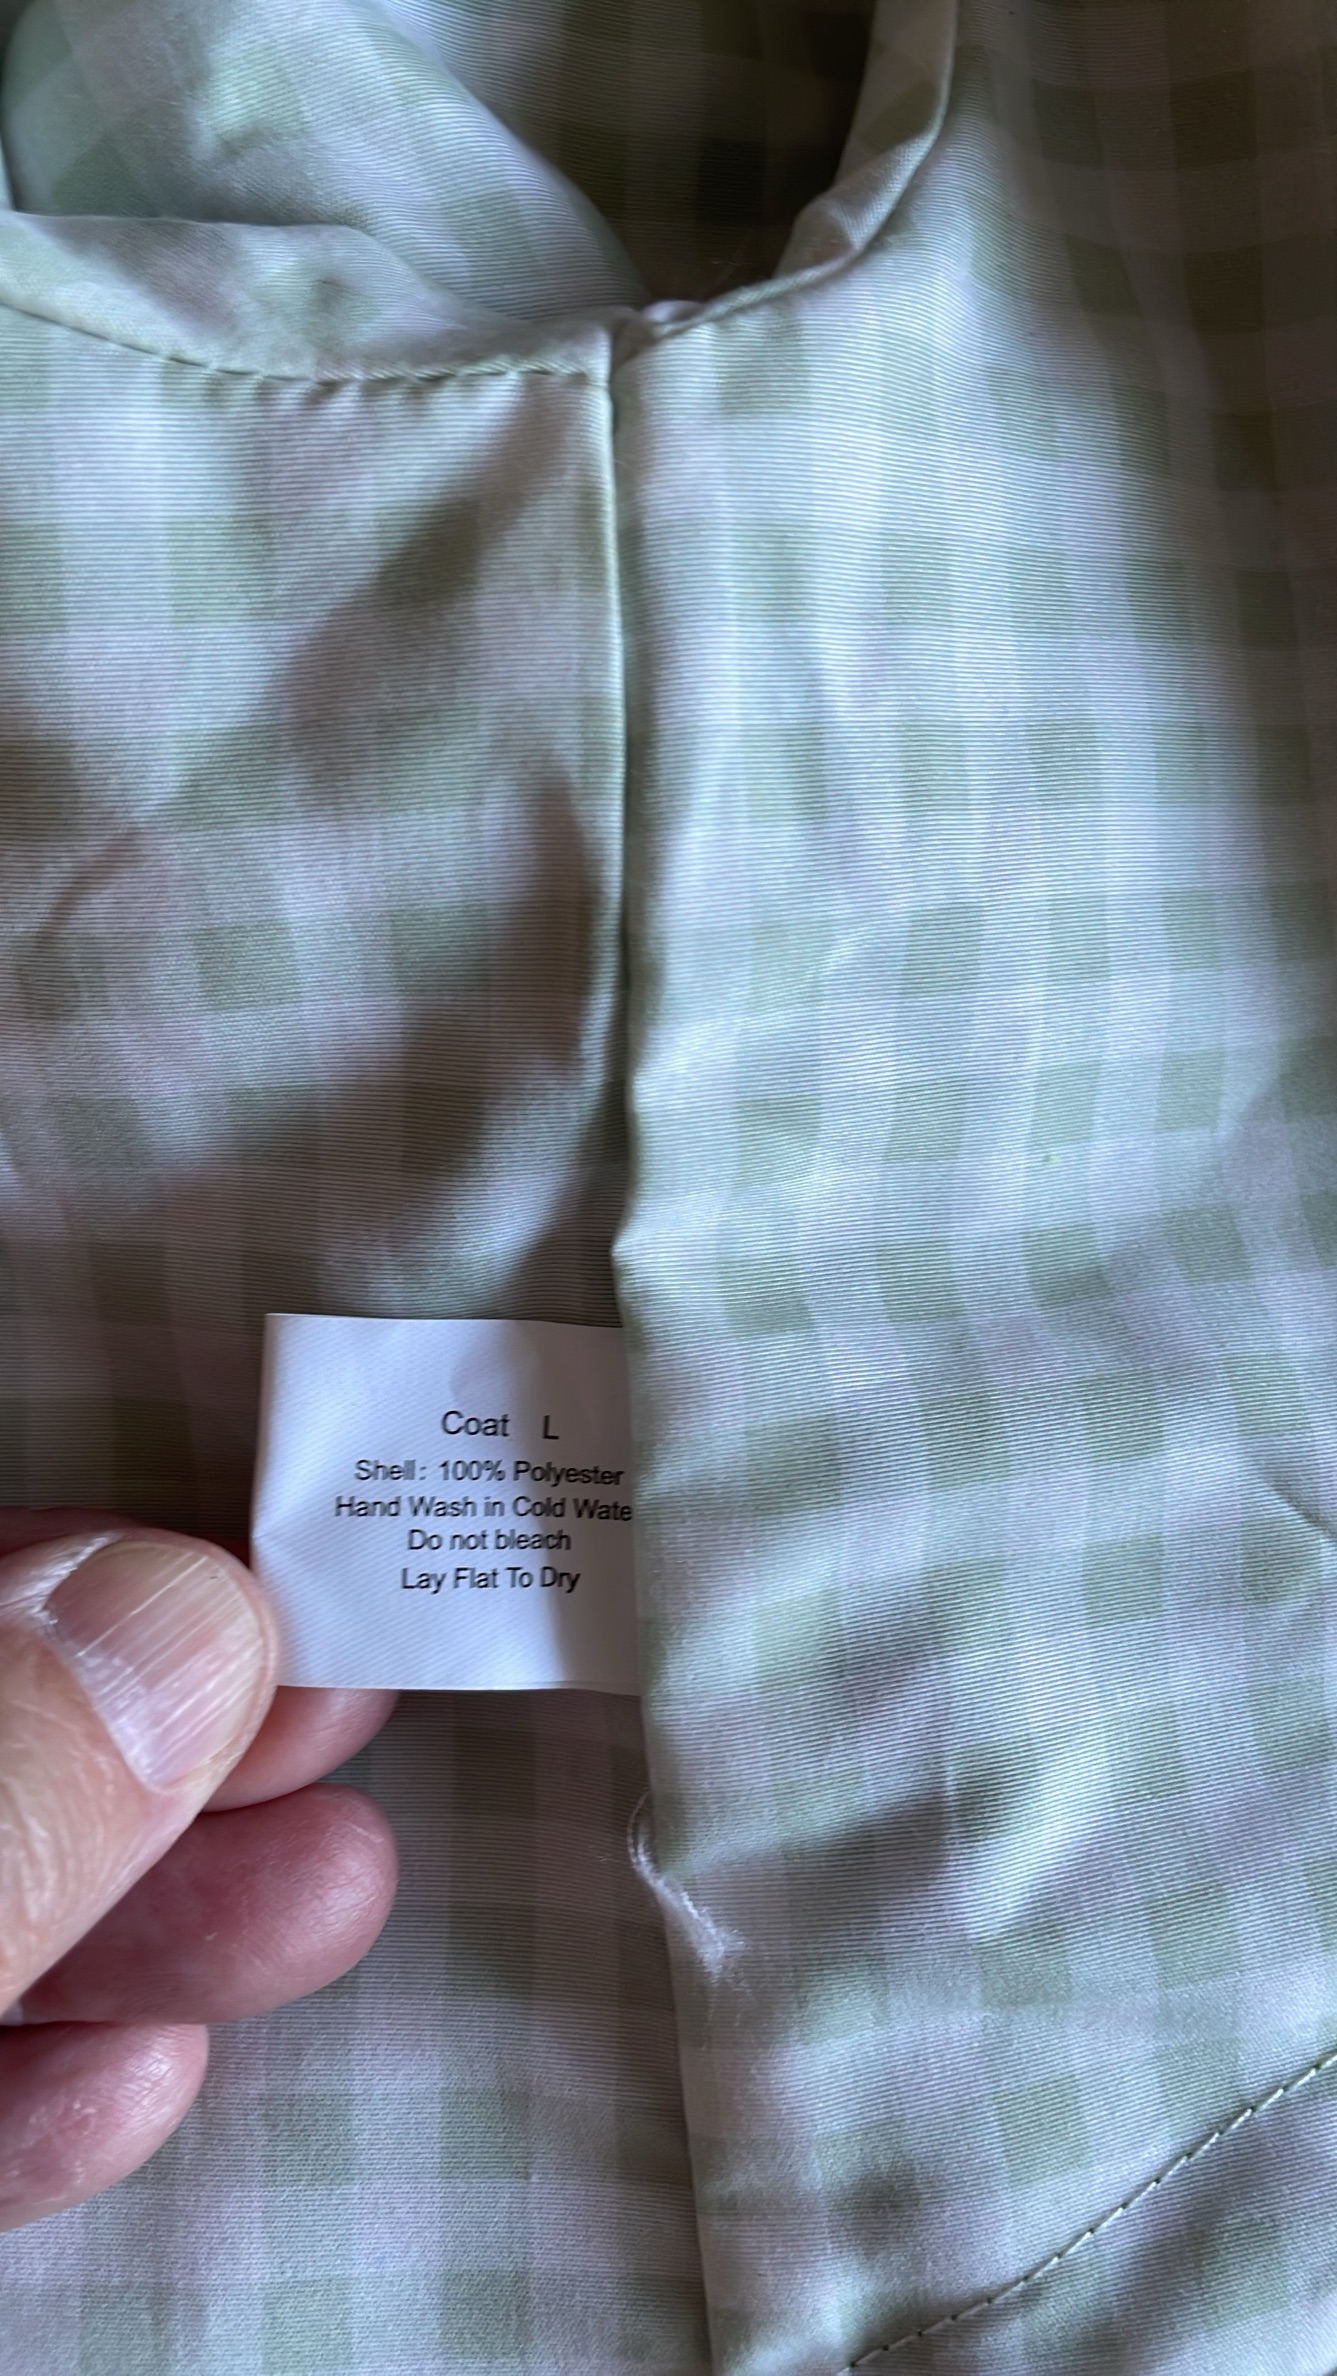 Coat L
Shell: 100% Polyester
Hand Wash in Cold Wate
Do not bleach
Lay Flat To Dry